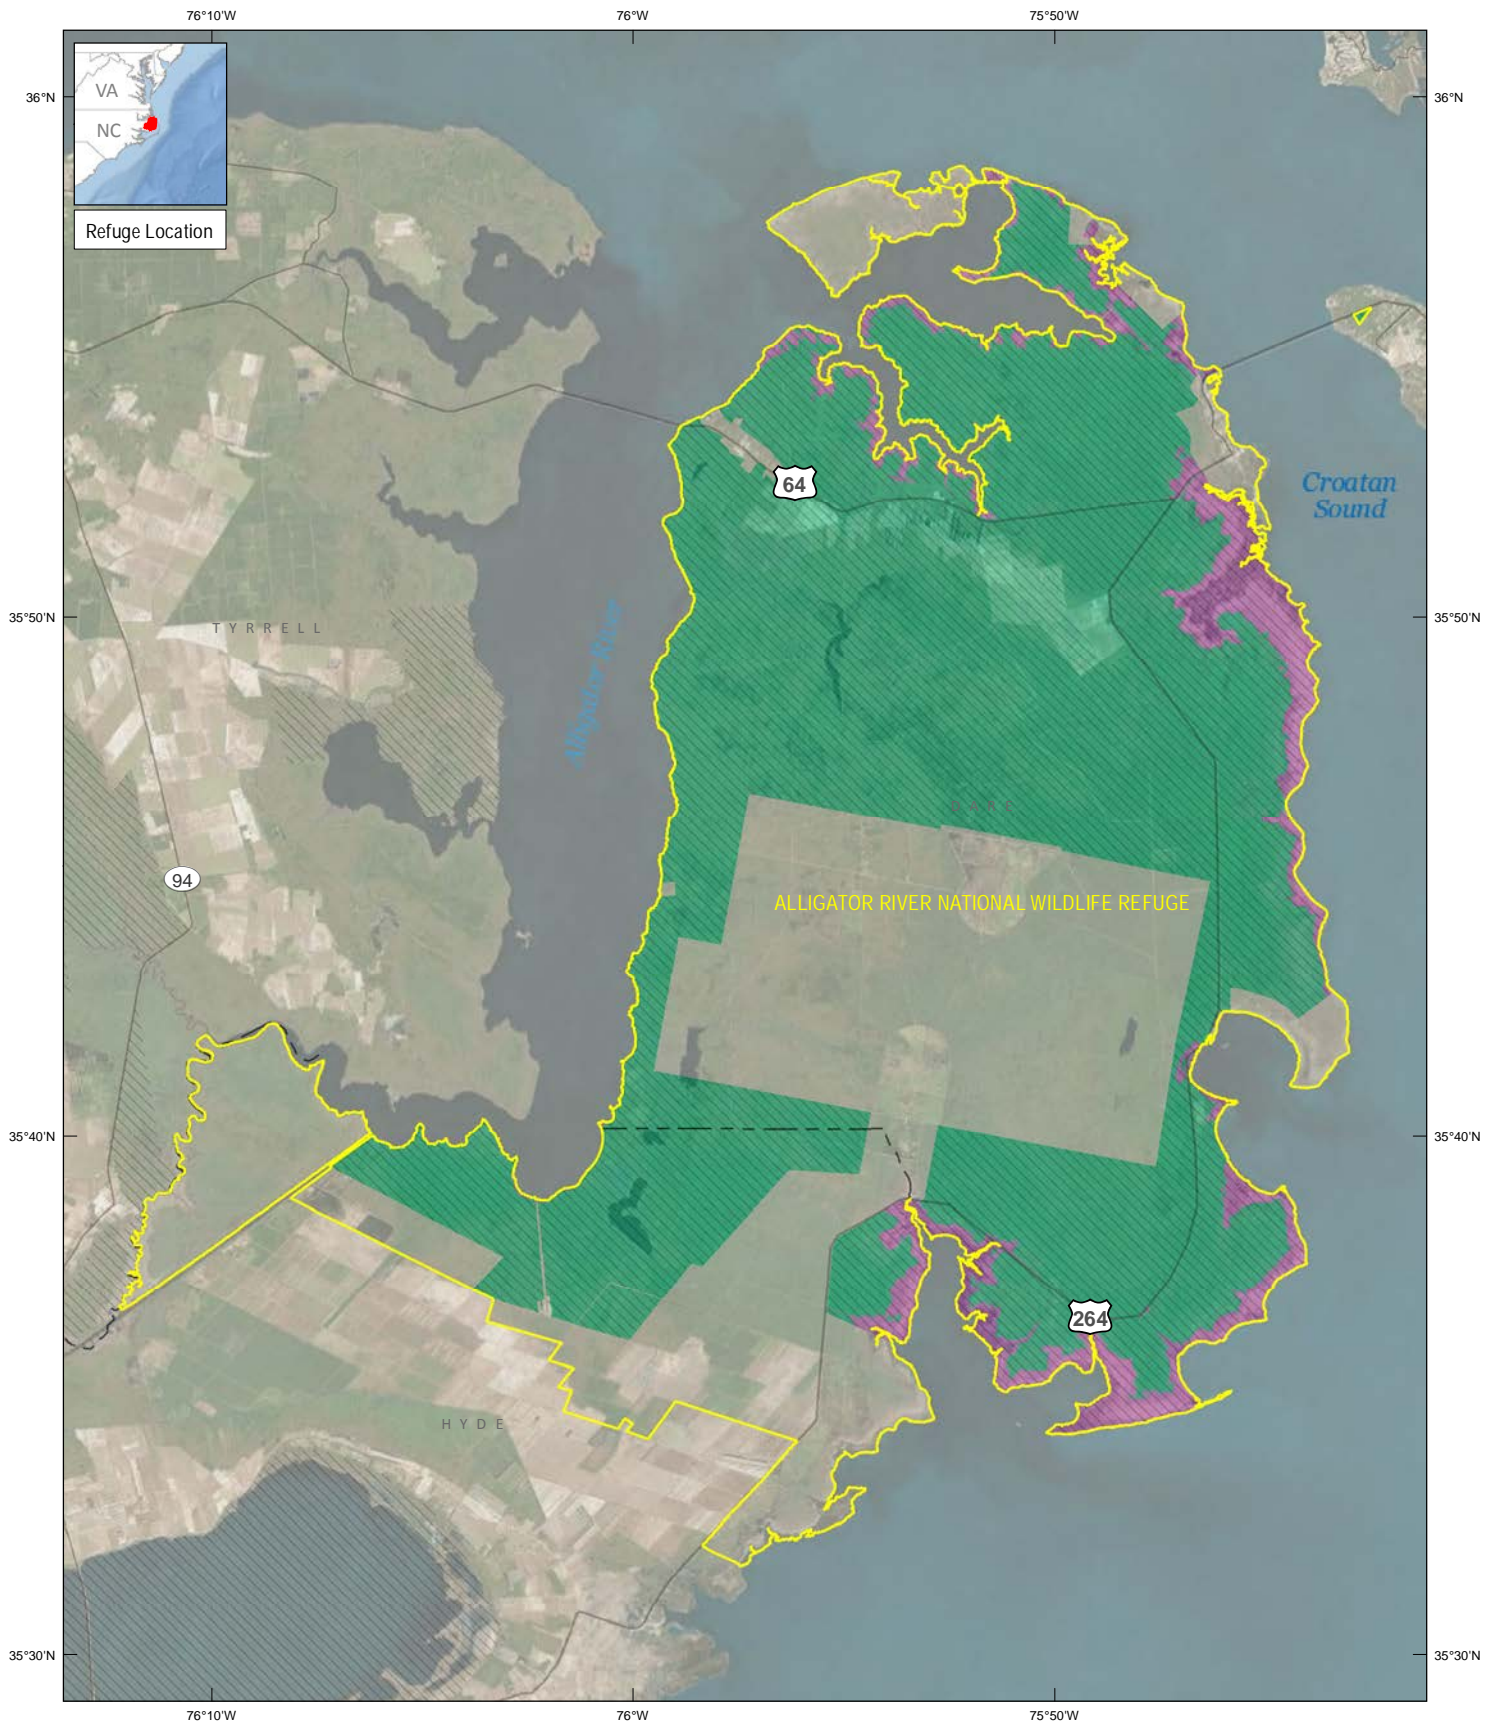 76°10'W
76°W
75°50'W
36°N
36°N
VA
NC
Refuge Location
64
Croatan
Sound
35°50'N
35°50'N
TYRRELL
Alligator River
DARE
94
ALLIGATOR RIVER NATIONAL WILDLIFE REFUGE
35°40'N
35°40'N
264
HYDE
35°30'N
35°30'N
76°10'W
76°W
75°50'W